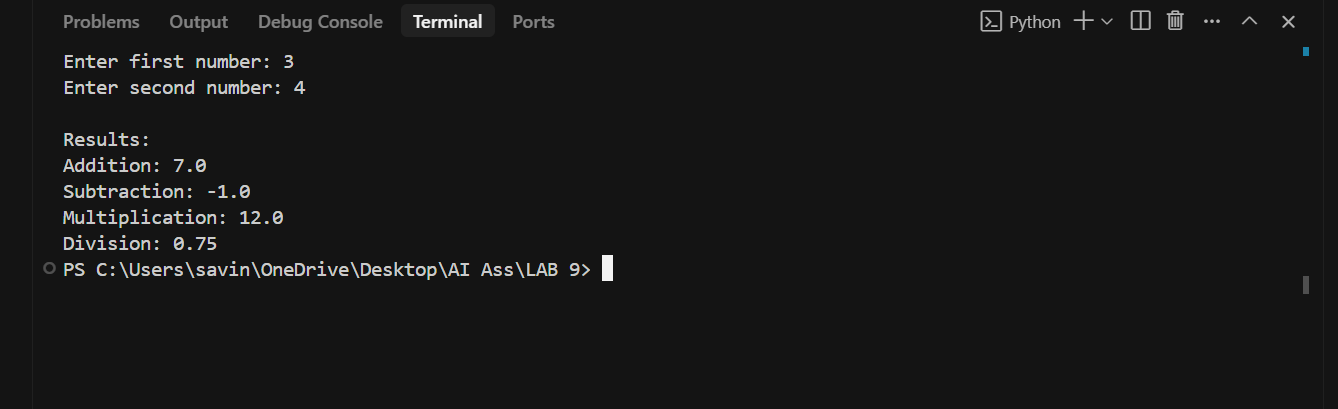 Problems Output Debug Console Terminal Ports Python
Enter first number: 3
Enter second number: 4
Results:
Addition: 7.0
Subtraction: -1.0
Multiplication: 12.0
Division: 0.75
PS C:\Users\savin\OneDrive\Desktop\AI Ass\LAB 9>